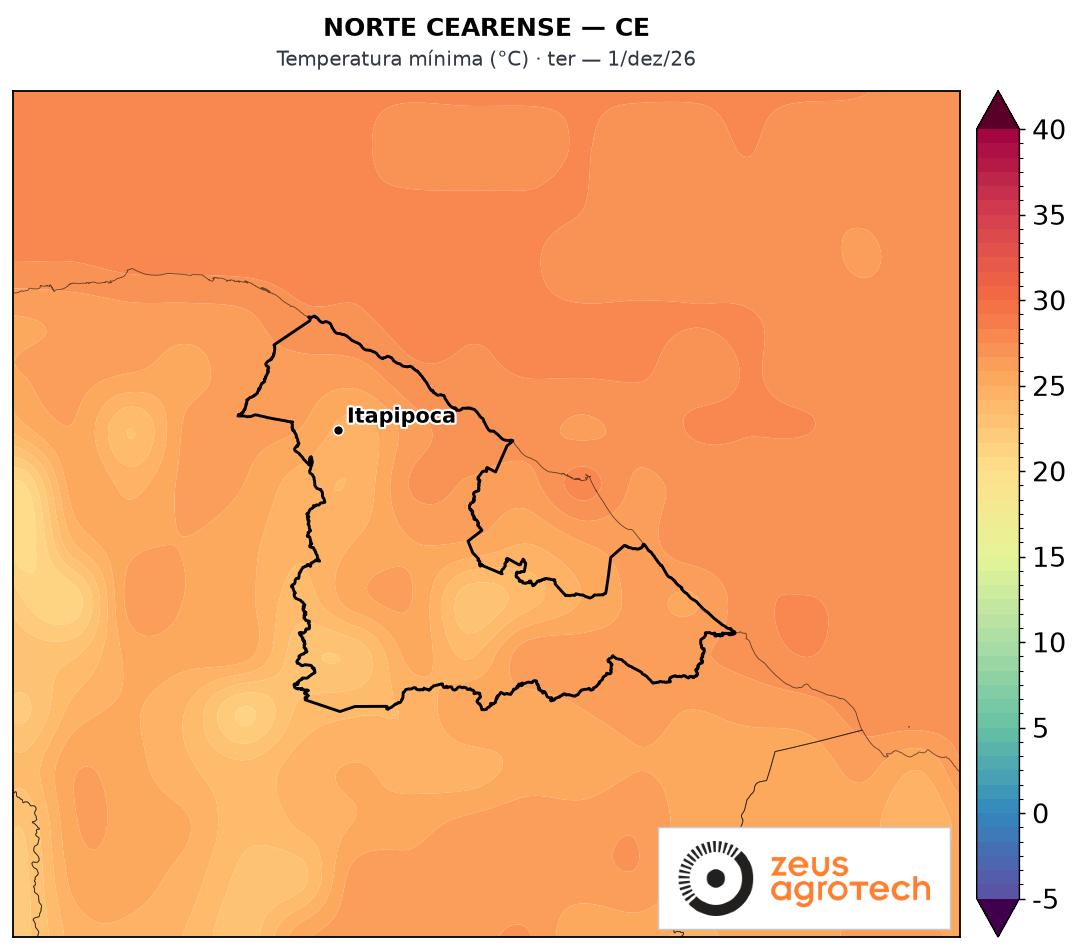 NORTE CEARENSE — CE
Temperatura mínima (°C) · ter — 1/dez/26
Itapipoca
40
35
30
25
20
15
10
5
0
-5
zeus
agrotech